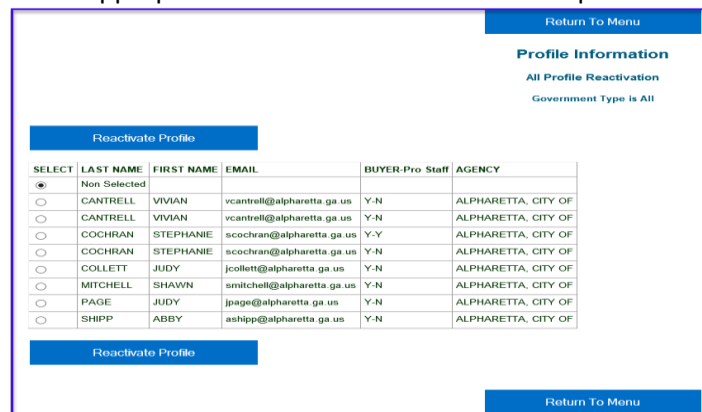 Return To Menu
Profile Information
All Profile Reactivation
Government Type is All
Reactivate Profile
SELECT LAST NAME FIRST NAME EMAIL BUYER-Pro Staff AGENCY
Non Selected
CANTRELL VIVIAN vcantrell@alpharetta.ga.us Y-N ALPHARETTA, CITY OF
CANTRELL VIVIAN vcantrell@alpharetta.ga.us Y-N ALPHARETTA, CITY OF
COCHRAN STEPHANIE scochran@alpharetta.ga.us Y-Y ALPHARETTA, CITY OF
COCHRAN STEPHANIE scochran@alpharetta.ga.us Y-N ALPHARETTA, CITY OF
COLLETT JUDY jcollett@alpharetta.ga.us Y-N ALPHARETTA, CITY OF
MITCHELL SHAWN smitchell@alpharetta.ga.us Y-N ALPHARETTA, CITY OF
PAGE JUDY jpage@alpharetta.ga.us Y-N ALPHARETTA, CITY OF
SHIPP ABBY ashipp@alpharetta.ga.us Y-N ALPHARETTA, CITY OF
Reactivate Profile
Return To Menu